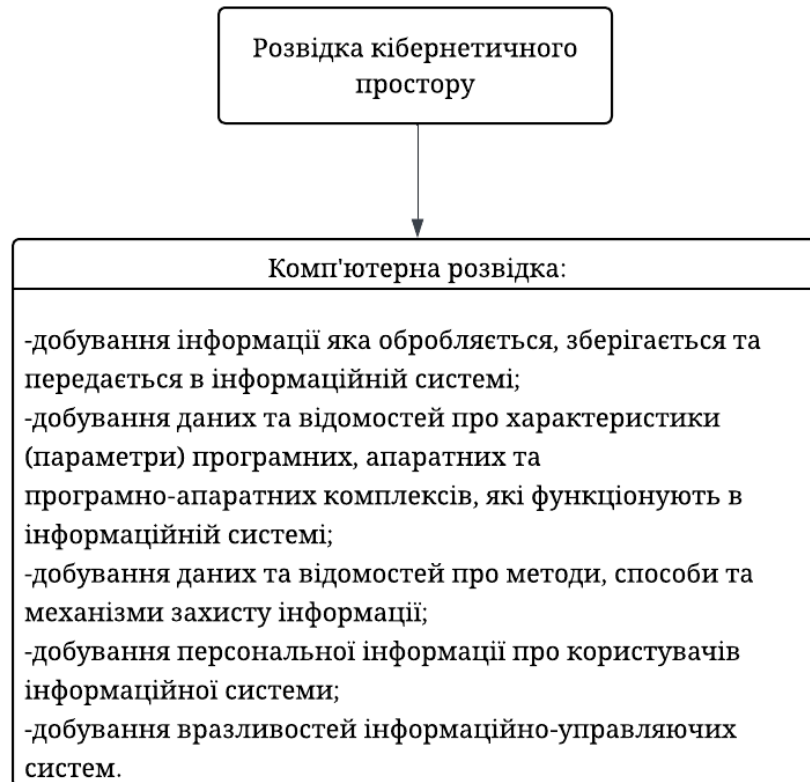 Розвідка кібернетичного
простору
Комп'ютерна розвідка:
-добування інформації яка обробляється, зберігається та
передається в інформаційній системі;
-добування даних та відомостей про характеристики
(параметри) програмних, апаратних та
програмно-апаратних комплексів, які функціонують в
інформаційній системі;
-добування даних та відомостей про методи, способи та
механізми захисту інформації;
-добування персональної інформації про користувачів
інформаційної системи;
-добування вразливостей інформаційно-управляючих
систем.